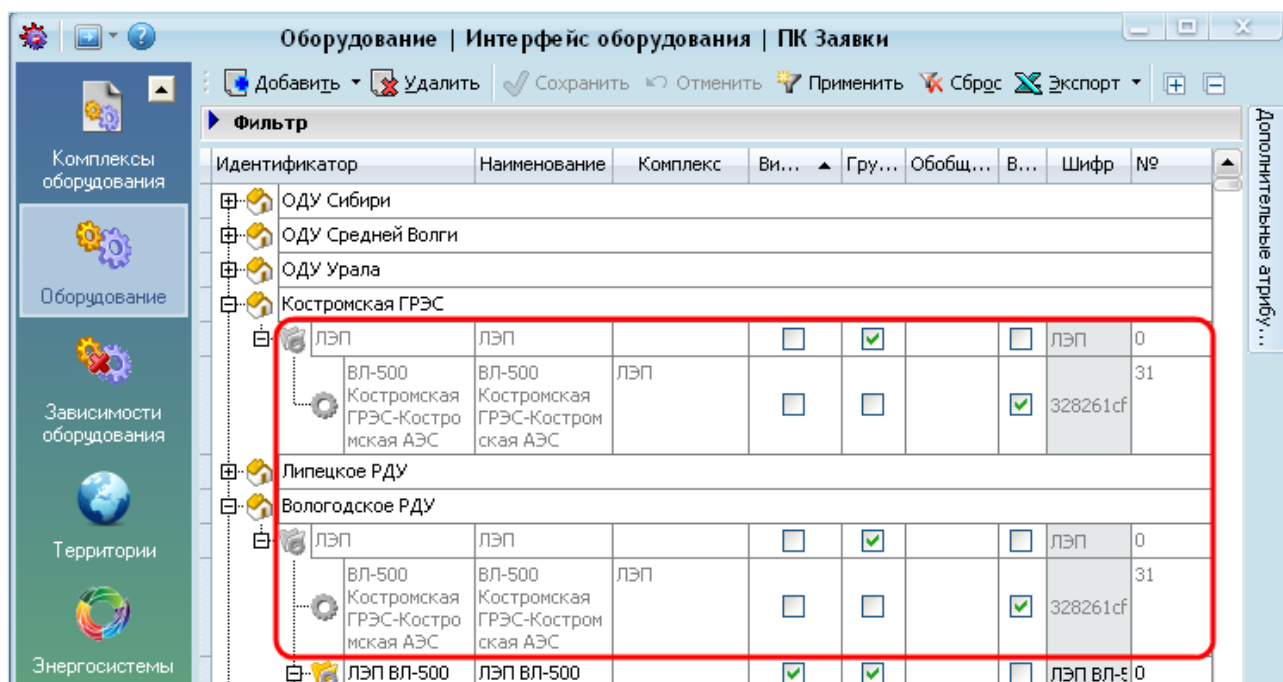 Оборудование | Интерфейс оборудования | ПК Заявки
Добавить Удалить Сохранить Отменить Применить Сброс Экспорт
Фильтр
Комплексы
оборудования
Оборудование
Зависимости
оборудования
Территории
Энергосистемы
Идентификатор Наименование Комплекс Ви... Гру... Обобщ... В... Шифр №
ОДУ Сибири
ОДУ Средней Волги
ОДУ Урала
Костромская ГРЭС
ЛЭП ЛЭП ЛЭП 0
ВЛ-500 ВЛ-500 ЛЭП 31
Костромская Костромская
ГРЭС-Костро ГРЭС-Костром 328261cf
мская АЭС ская АЭС
Липецкое РДУ
Вологодское РДУ
ЛЭП ЛЭП ЛЭП 0
ВЛ-500 ВЛ-500 ЛЭП 31
Костромская Костромская
ГРЭС-Костро ГРЭС-Костром 328261cf
мская АЭС ская АЭС
ЛЭП ВЛ-500 ЛЭП ВЛ-500 ЛЭП ВЛ-5 0
Дополнительные атрибу...